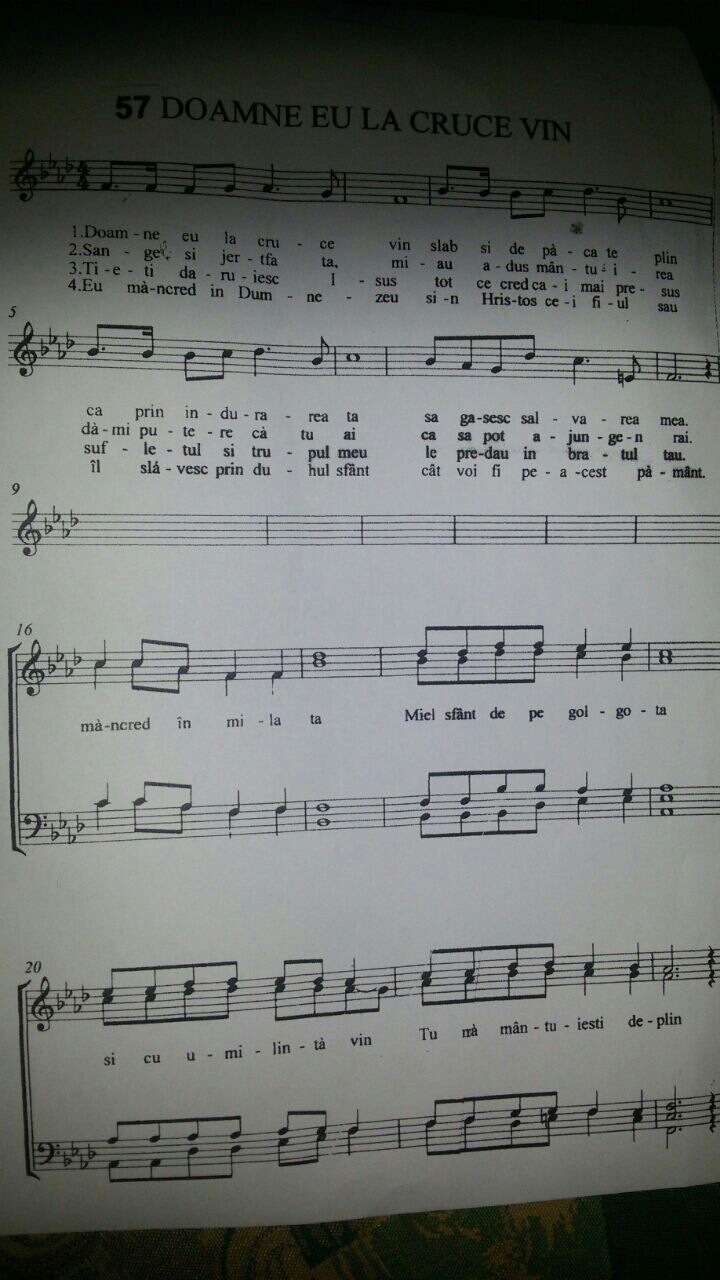 57 DOAMNE EU LA CRUCE VIN
4 4
1.Doam - ne eu la cru - ce vin slab si de pà - ca te plin
2.San - ge si jer - tfa ta, mi - au a - dus mân - tu - i - rea
3.Ti - e - ti da - ru - iesc I - sus tot ce cred ca - i mai pre - sus
4.Eu mà-ncred in Dum - ne - zeu si - n Hris-tos ce - i fi - ul sau
5
ca prin in - du - ra - rea ta sa ga-sesc sal - va - rea mea.
dà-mi pu - te - re cà tu ai ca sa pot a - jun - ge - n rai.
suf - le - tul si tru - pul meu le pre-dau in bra - tul tau.
îl slá - vesc prin du - hul sfânt cât voi fi pe - a - cest pà - mânt.
9
16
mà-ncred în mi - la ta Miel sfânt de pe gol - go - ta
20
si cu u - mi - lin - tà vin Tu mà mân - tu - iesti de - plin